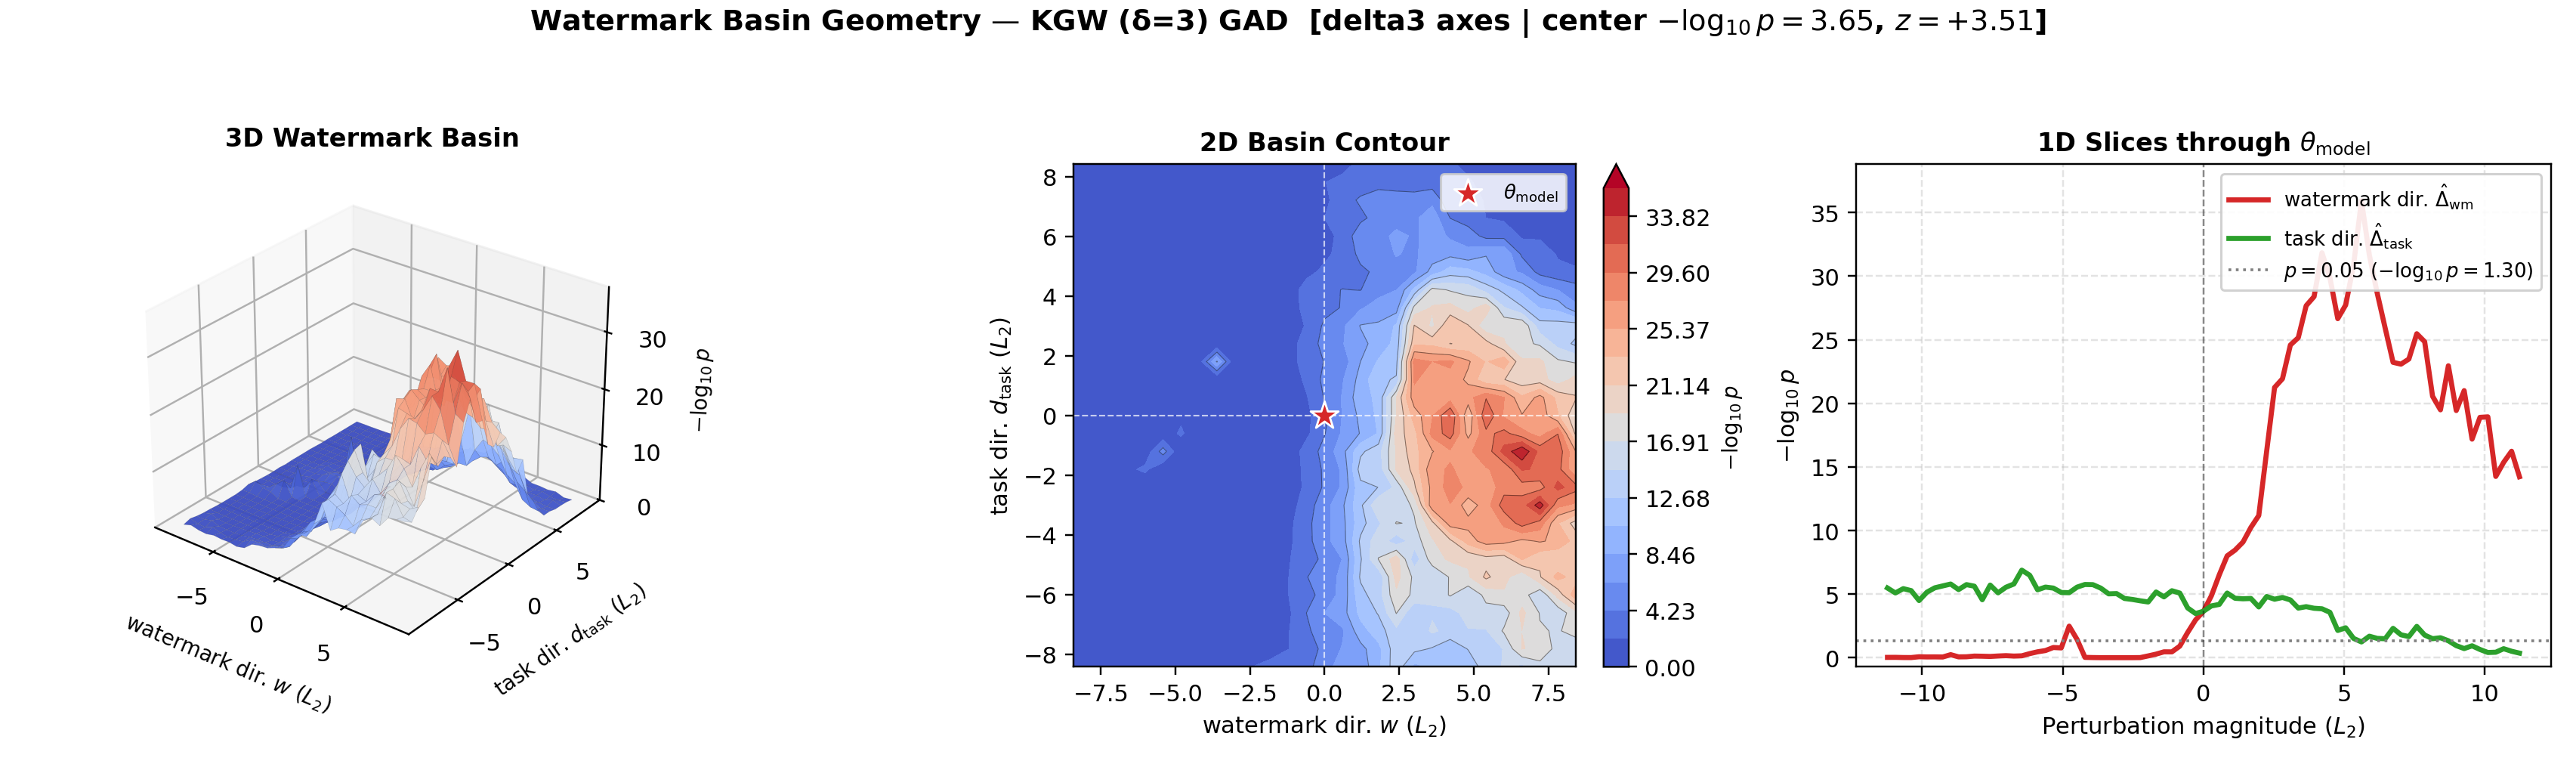 Watermark Basin Geometry — KGW (δ=3) GAD [delta3 axes | center −log₁₀ p = 3.65, z = +3.51]
3D Watermark Basin
30
20
10
0
−log₁₀ p
−5
0
5
watermark dir. w (L₂)
−5
0
5
task dir. d_task (L₂)
2D Basin Contour
θ_model
8
6
4
2
0
−2
−4
−6
−8
task dir. d_task (L₂)
−7.5 −5.0 −2.5 0.0 2.5 5.0 7.5
watermark dir. w (L₂)
33.82
29.60
25.37
21.14
16.91
12.68
8.46
4.23
0.00
−log₁₀ p
1D Slices through θ_model
watermark dir. Δ̂_wm
task dir. Δ̂_task
p = 0.05 (−log₁₀ p = 1.30)
35
30
25
20
15
10
5
0
−log₁₀ p
−10 −5 0 5 10
Perturbation magnitude (L₂)